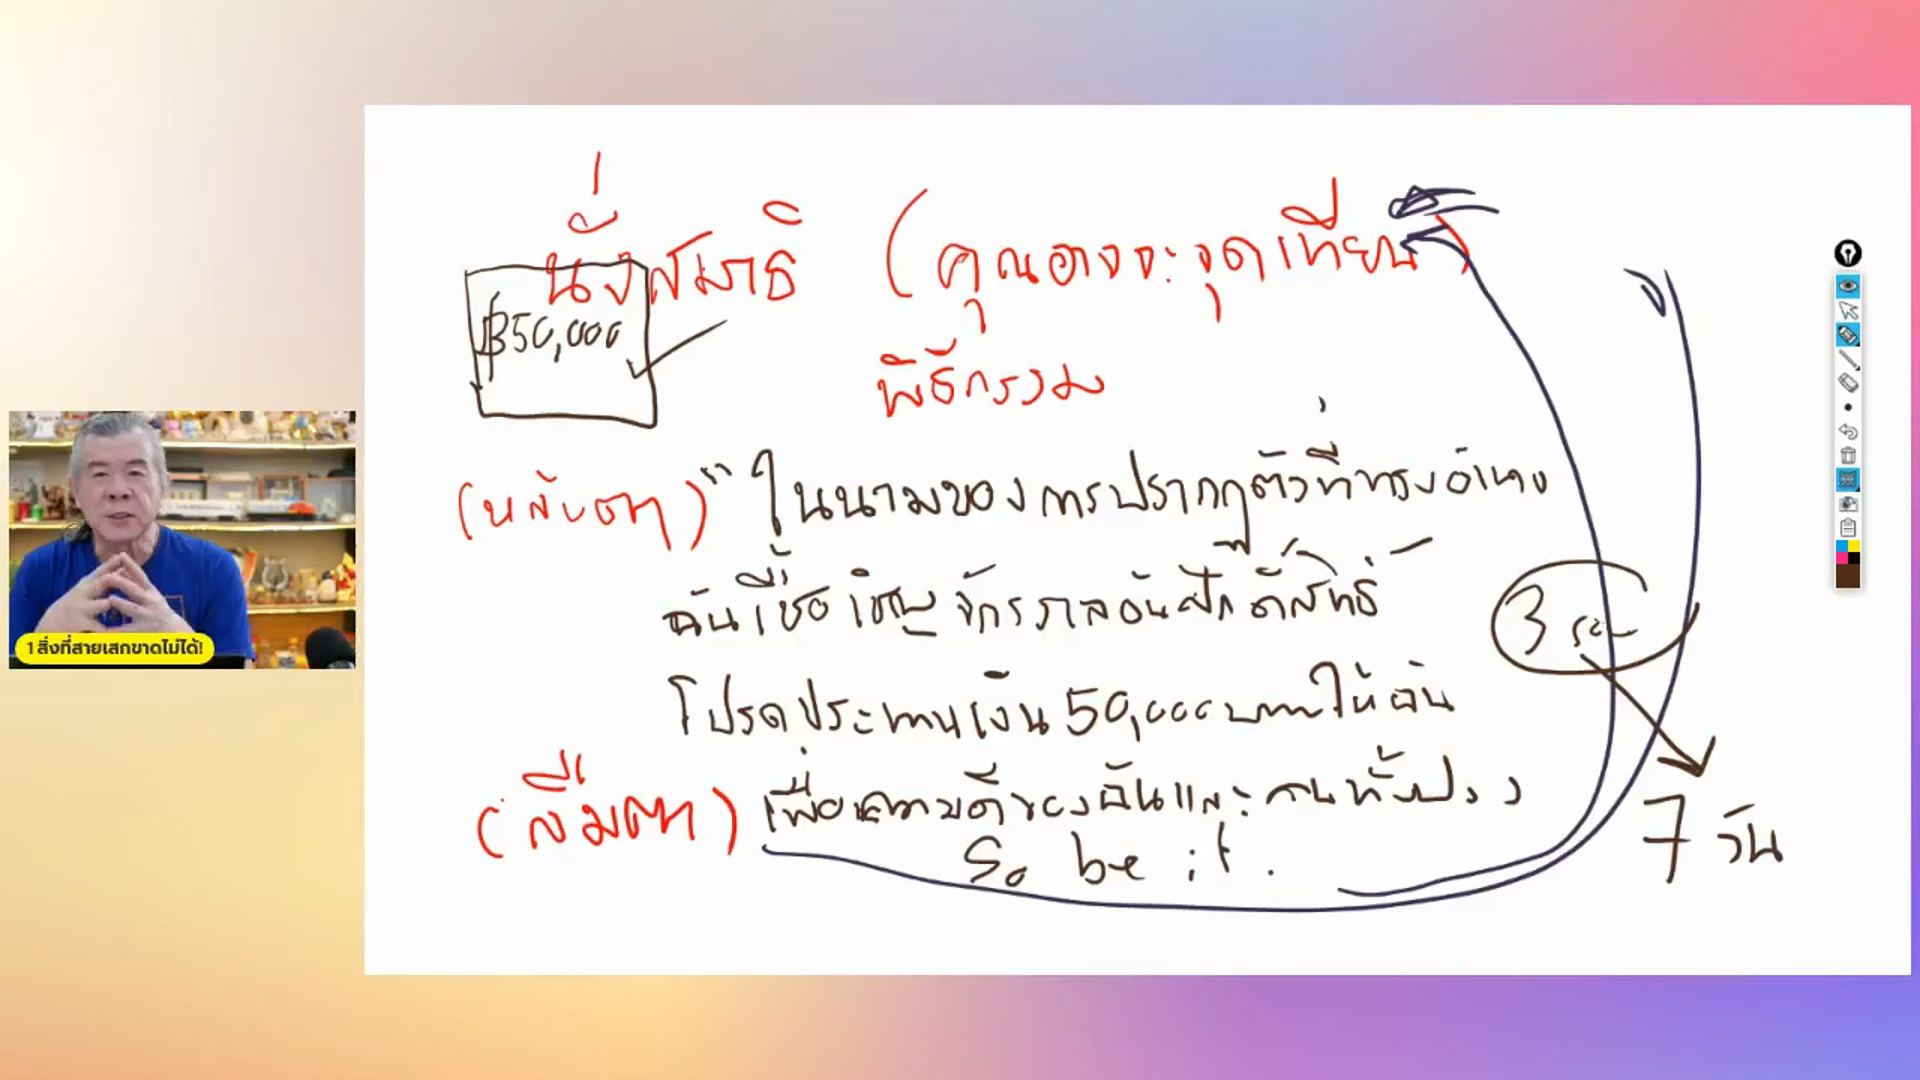 นั่งสมาธิ (คุณอาจจะจุดเทียน)
฿50,000
พิธีกรรม
(หลับตา) "ในนามของการปรากฏตัวที่ทรงอำนาจ
ฉันเชื้อเชิญจักรวาลอันศักดิ์สิทธิ์
3 รอบ
โปรดประทานเงิน 50,000 บาทให้ฉัน
(ลืมตา) เพื่อความดีของฉันและคนทั้งปวง
So be it.
7 วัน
1 สิ่งที่สายเสกขาดไม่ได้!